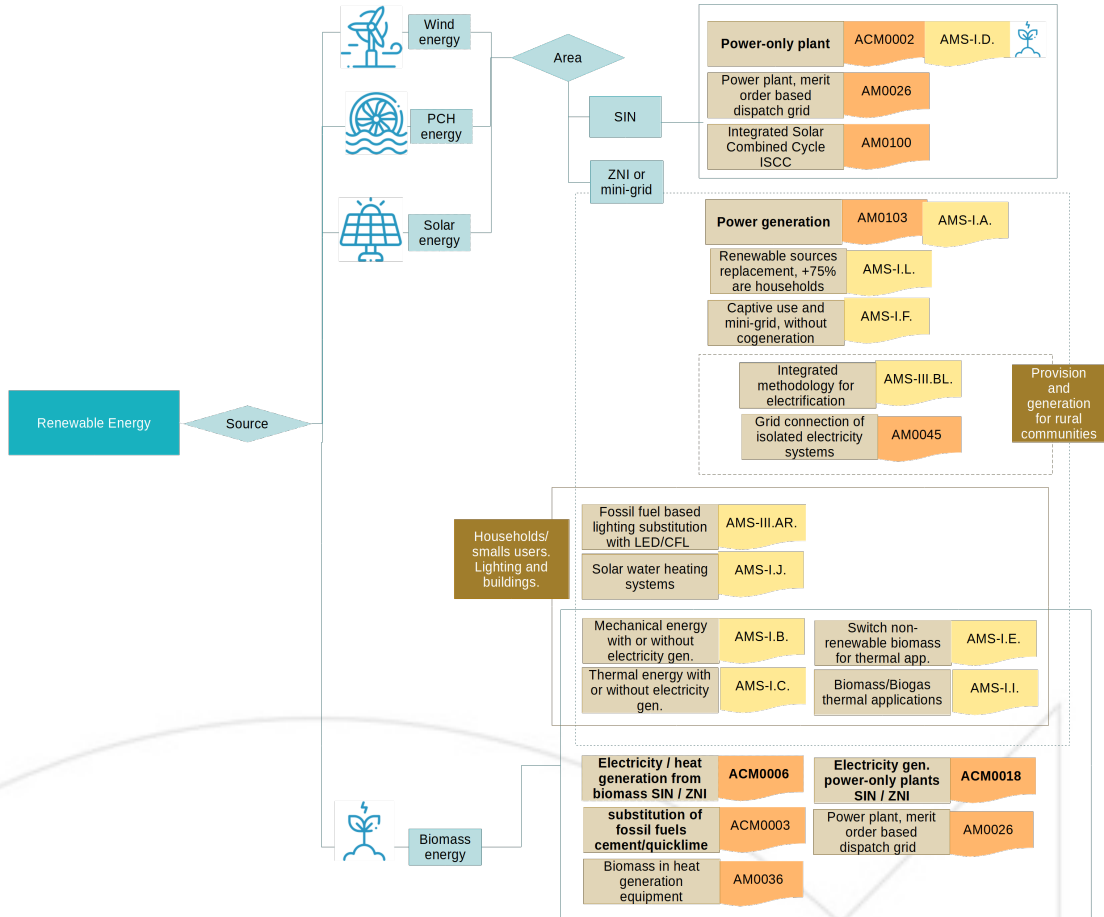 Renewable Energy
Source
Wind
energy
PCH
energy
Solar
energy
Biomass
energy
Area
SIN
ZNI or
mini-grid
Power-only plant
ACM0002
AMS-I.D.
Power plant, merit
order based
dispatch grid
AM0026
Integrated Solar
Combined Cycle
ISCC
AM0100
Power generation
AM0103
AMS-I.A.
Renewable sources
replacement, +75%
are households
AMS-I.L.
Captive use and
mini-grid, without
cogeneration
AMS-I.F.
Integrated
methodology for
electrification
AMS-III.BL.
Grid connection of
isolated electricity
systems
AM0045
Provision
and
generation
for rural
communities
Households/
smalls users.
Lighting and
buildings.
Fossil fuel based
lighting substitution
with LED/CFL
AMS-III.AR.
Solar water heating
systems
AMS-I.J.
Mechanical energy
with or without
electricity gen.
AMS-I.B.
Switch non-
renewable biomass
for thermal app.
AMS-I.E.
Thermal energy with
or without electricity
gen.
AMS-I.C.
Biomass/Biogas
thermal applications
AMS-I.I.
Electricity / heat
generation from
biomass SIN / ZNI
ACM0006
Electricity gen.
power-only plants
SIN / ZNI
ACM0018
substitution of
fossil fuels
cement/quicklime
ACM0003
Power plant, merit
order based
dispatch grid
AM0026
Biomass in heat
generation
equipment
AM0036